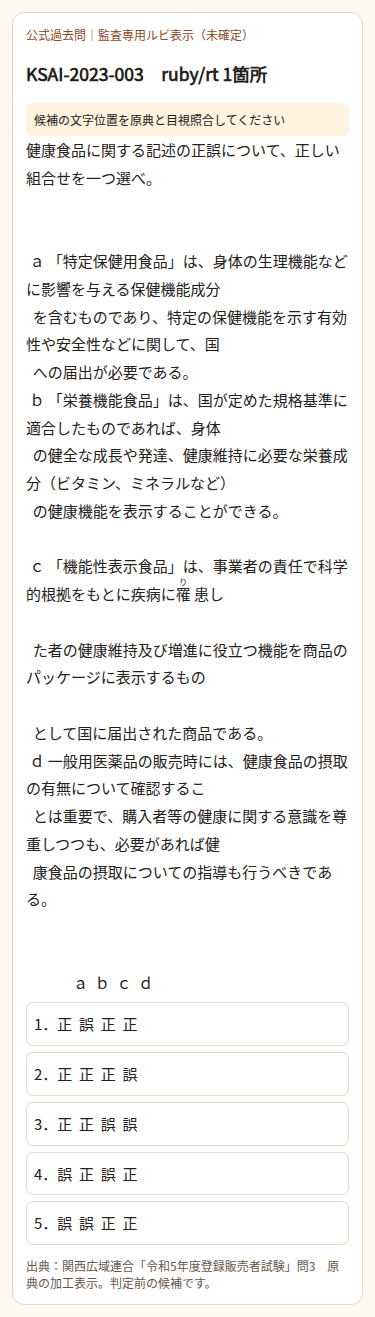 公式過去問｜監査専用ルビ表示（未確定）
KSAI-2023-003　ruby/rt 1箇所
候補の文字位置を原典と目視照合してください
健康食品に関する記述の正誤について、正しい
組合せを一つ選べ。
ａ「特定保健用食品」は、身体の生理機能など
に影響を与える保健機能成分
を含むものであり、特定の保健機能を示す有効
性や安全性などに関して、国
への届出が必要である。
ｂ「栄養機能食品」は、国が定めた規格基準に
適合したものであれば、身体
の健全な成長や発達、健康維持に必要な栄養成
分（ビタミン、ミネラルなど）
の健康機能を表示することができる。
ｃ「機能性表示食品」は、事業者の責任で科学
り
的根拠をもとに疾病に罹 患し
た者の健康維持及び増進に役立つ機能を商品の
パッケージに表示するもの
として国に届出された商品である。
ｄ 一般用医薬品の販売時には、健康食品の摂取
の有無について確認するこ
とは重要で、購入者等の健康に関する意識を尊
重しつつも、必要があれば健
康食品の摂取についての指導も行うべきであ
る。
ａ ｂ ｃ ｄ
1．正 誤 正 正
2．正 正 正 誤
3．正 正 誤 誤
4．誤 正 誤 正
5．誤 誤 正 正
出典：関西広域連合「令和5年度登録販売者試験」問3　原
典の加工表示。判定前の候補です。